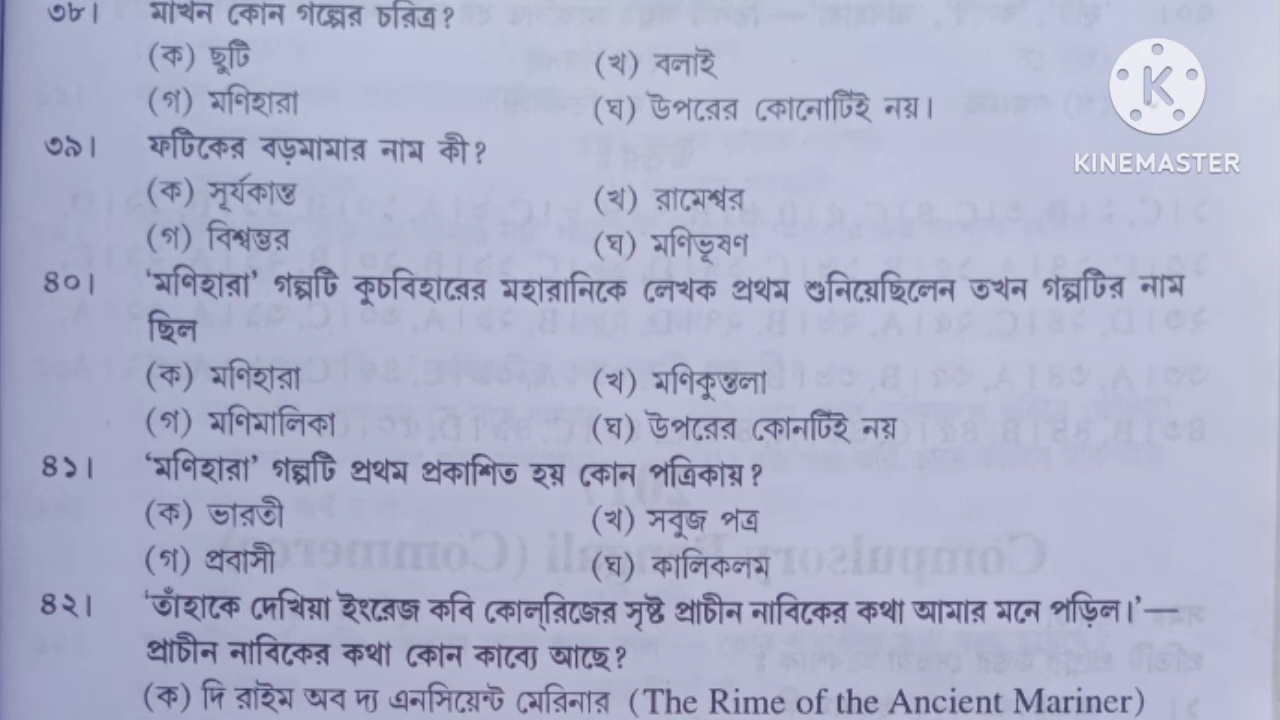 ৩৮। মাখন কোন গল্পের চরিত্র?
(ক) ছুটি (খ) বলাই
(গ) মণিহারা (ঘ) উপরের কোনোটিই নয়।
৩৯। ফটিকের বড়মামার নাম কী?
(ক) সূর্যকান্ত (খ) রামেশ্বর
(গ) বিশ্বম্ভর (ঘ) মণিভূষণ
৪০। ‘মণিহারা’ গল্পটি কুচবিহারের মহারানিকে লেখক প্রথম শুনিয়েছিলেন তখন গল্পটির নাম
ছিল
(ক) মণিহারা (খ) মণিকুন্তলা
(গ) মণিমালিকা (ঘ) উপরের কোনটিই নয়
৪১। ‘মণিহারা’ গল্পটি প্রথম প্রকাশিত হয় কোন পত্রিকায়?
(ক) ভারতী (খ) সবুজ পত্র
(গ) প্রবাসী (ঘ) কালিকলম
৪২। ‘তাঁহাকে দেখিয়া ইংরেজ কবি কোল্‌রিজের সৃষ্ট প্রাচীন নাবিকের কথা আমার মনে পড়িল।’—
প্রাচীন নাবিকের কথা কোন কাব্যে আছে?
(ক) দি রাইম অব দ্য এনসিয়েন্ট মেরিনার (The Rime of the Ancient Mariner)
K
KINEMASTER